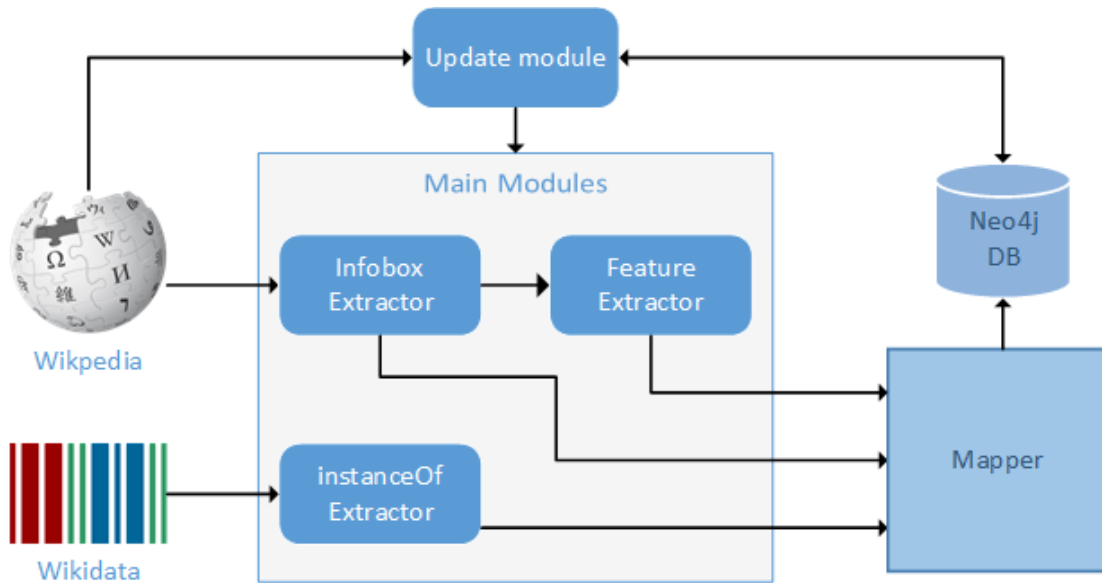 Update module
Main Modules
Infobox
Extractor
Feature
Extractor
Neo4j
DB
Wikpedia
Mapper
instanceOf
Extractor
Wikidata